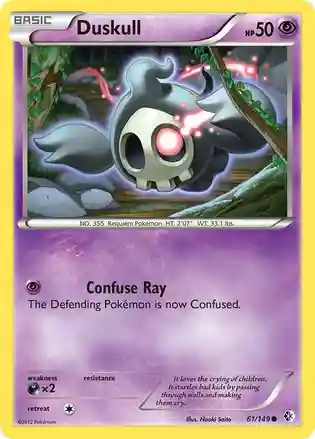 BASIC
Duskull
HP50
NO. 355 Requiem Pokémon HT: 2'07" WT: 33.1 lbs.
Confuse Ray
The Defending Pokémon is now Confused.
weakness
×2
resistance
retreat
It loves the crying of children.
It startles bad kids by passing
through walls and making
them cry.
©2012 Pokémon
Illus. Naoki Saito
61/149